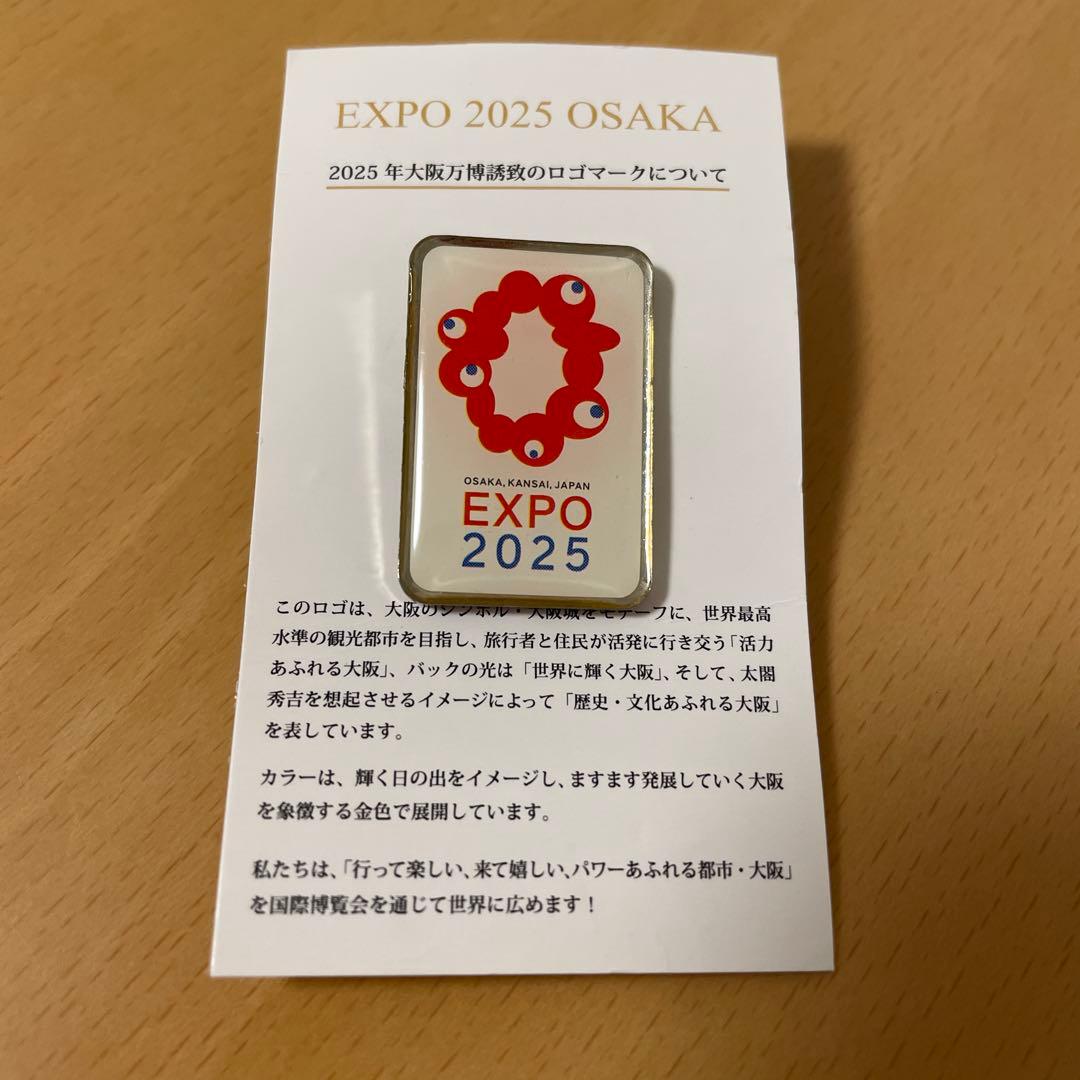 EXPO 2025 OSAKA
2025 年大阪万博誘致のロゴマークについて
OSAKA, KANSAI, JAPAN
EXPO
2025
このロゴは、大阪のシンボル・大阪城をモチーフに、世界最高
水準の観光都市を目指し、旅行者と住民が活発に行き交う「活力
あふれる大阪」、バックの光は「世界に輝く大阪」、そして、太閤
秀吉を想起させるイメージによって「歴史・文化あふれる大阪」
を表しています。
カラーは、輝く日の出をイメージし、ますます発展していく大阪
を象徴する金色で展開しています。
私たちは、「行って楽しい、来て嬉しい、パワーあふれる都市・大阪」
を国際博覧会を通じて世界に広めます！